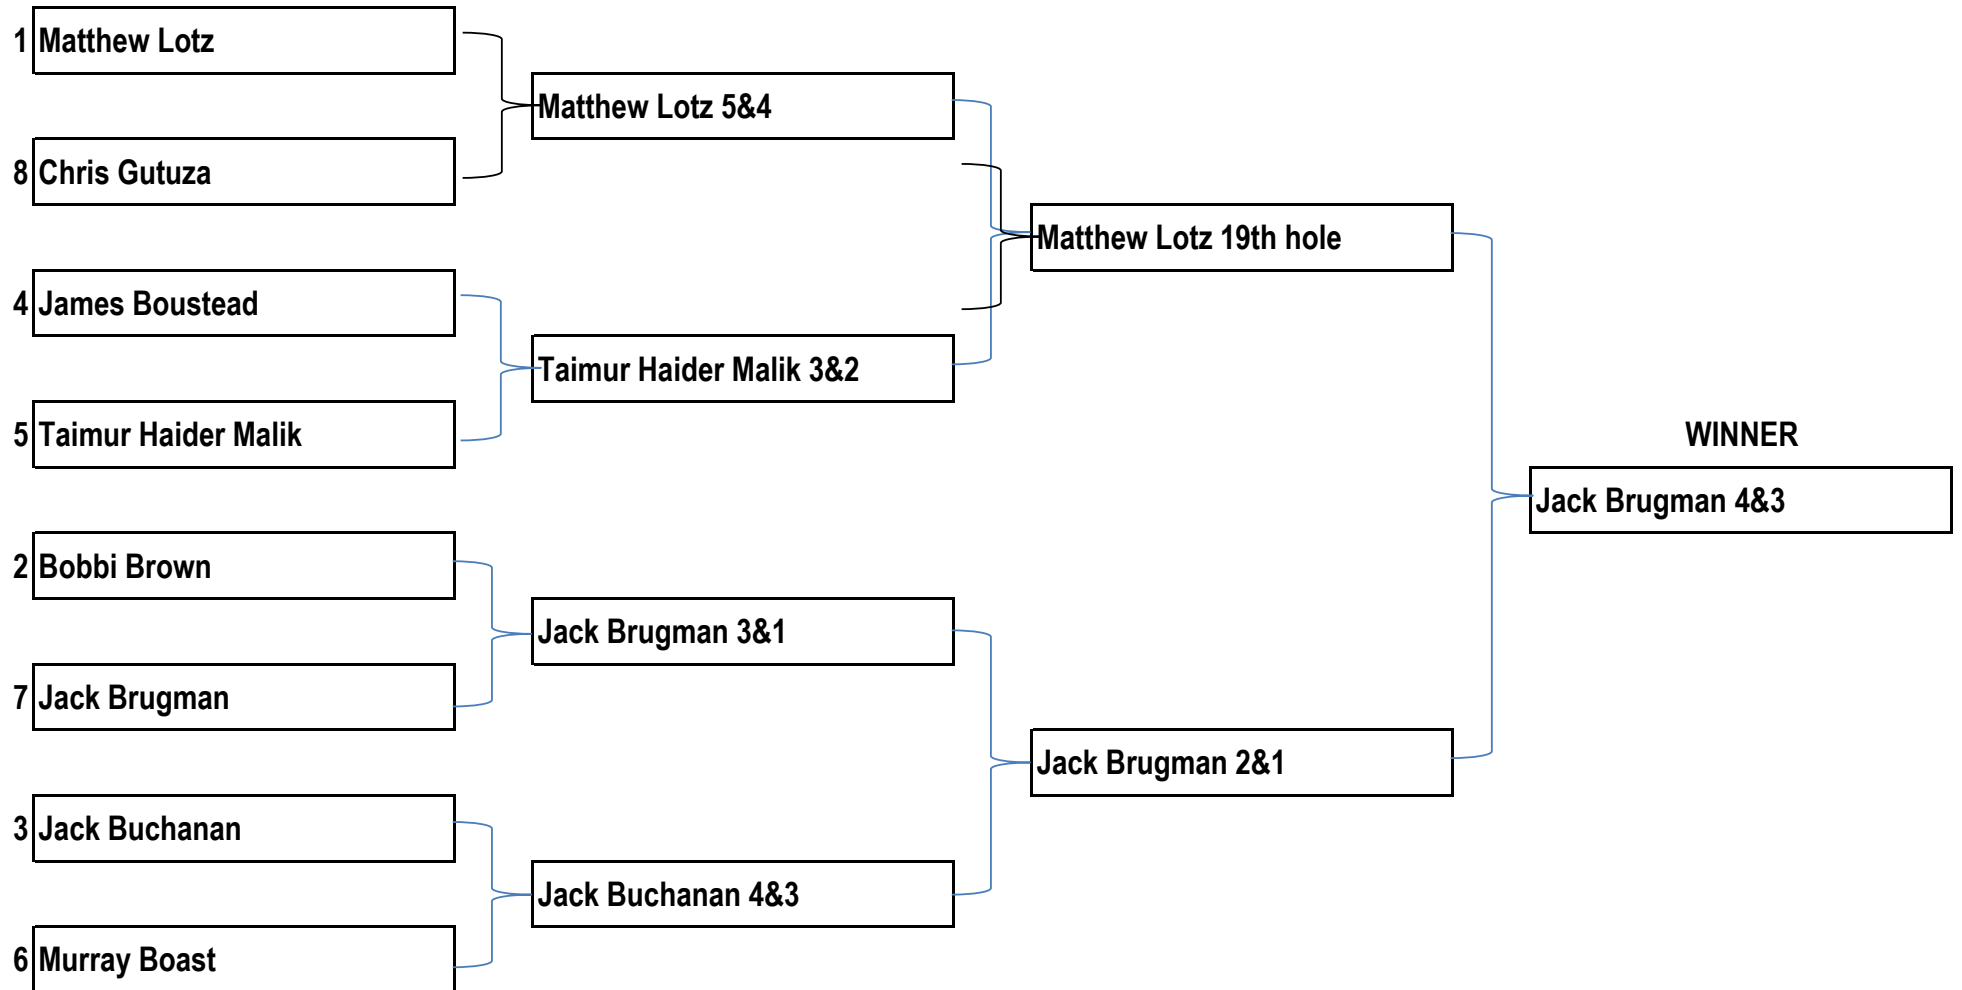 1 Matthew Lotz
Matthew Lotz 5&4
8 Chris Gutuza
Matthew Lotz 19th hole
4 James Boustead
Taimur Haider Malik 3&2
5 Taimur Haider Malik
WINNER
Jack Brugman 4&3
2 Bobbi Brown
Jack Brugman 3&1
7 Jack Brugman
Jack Brugman 2&1
3 Jack Buchanan
Jack Buchanan 4&3
6 Murray Boast